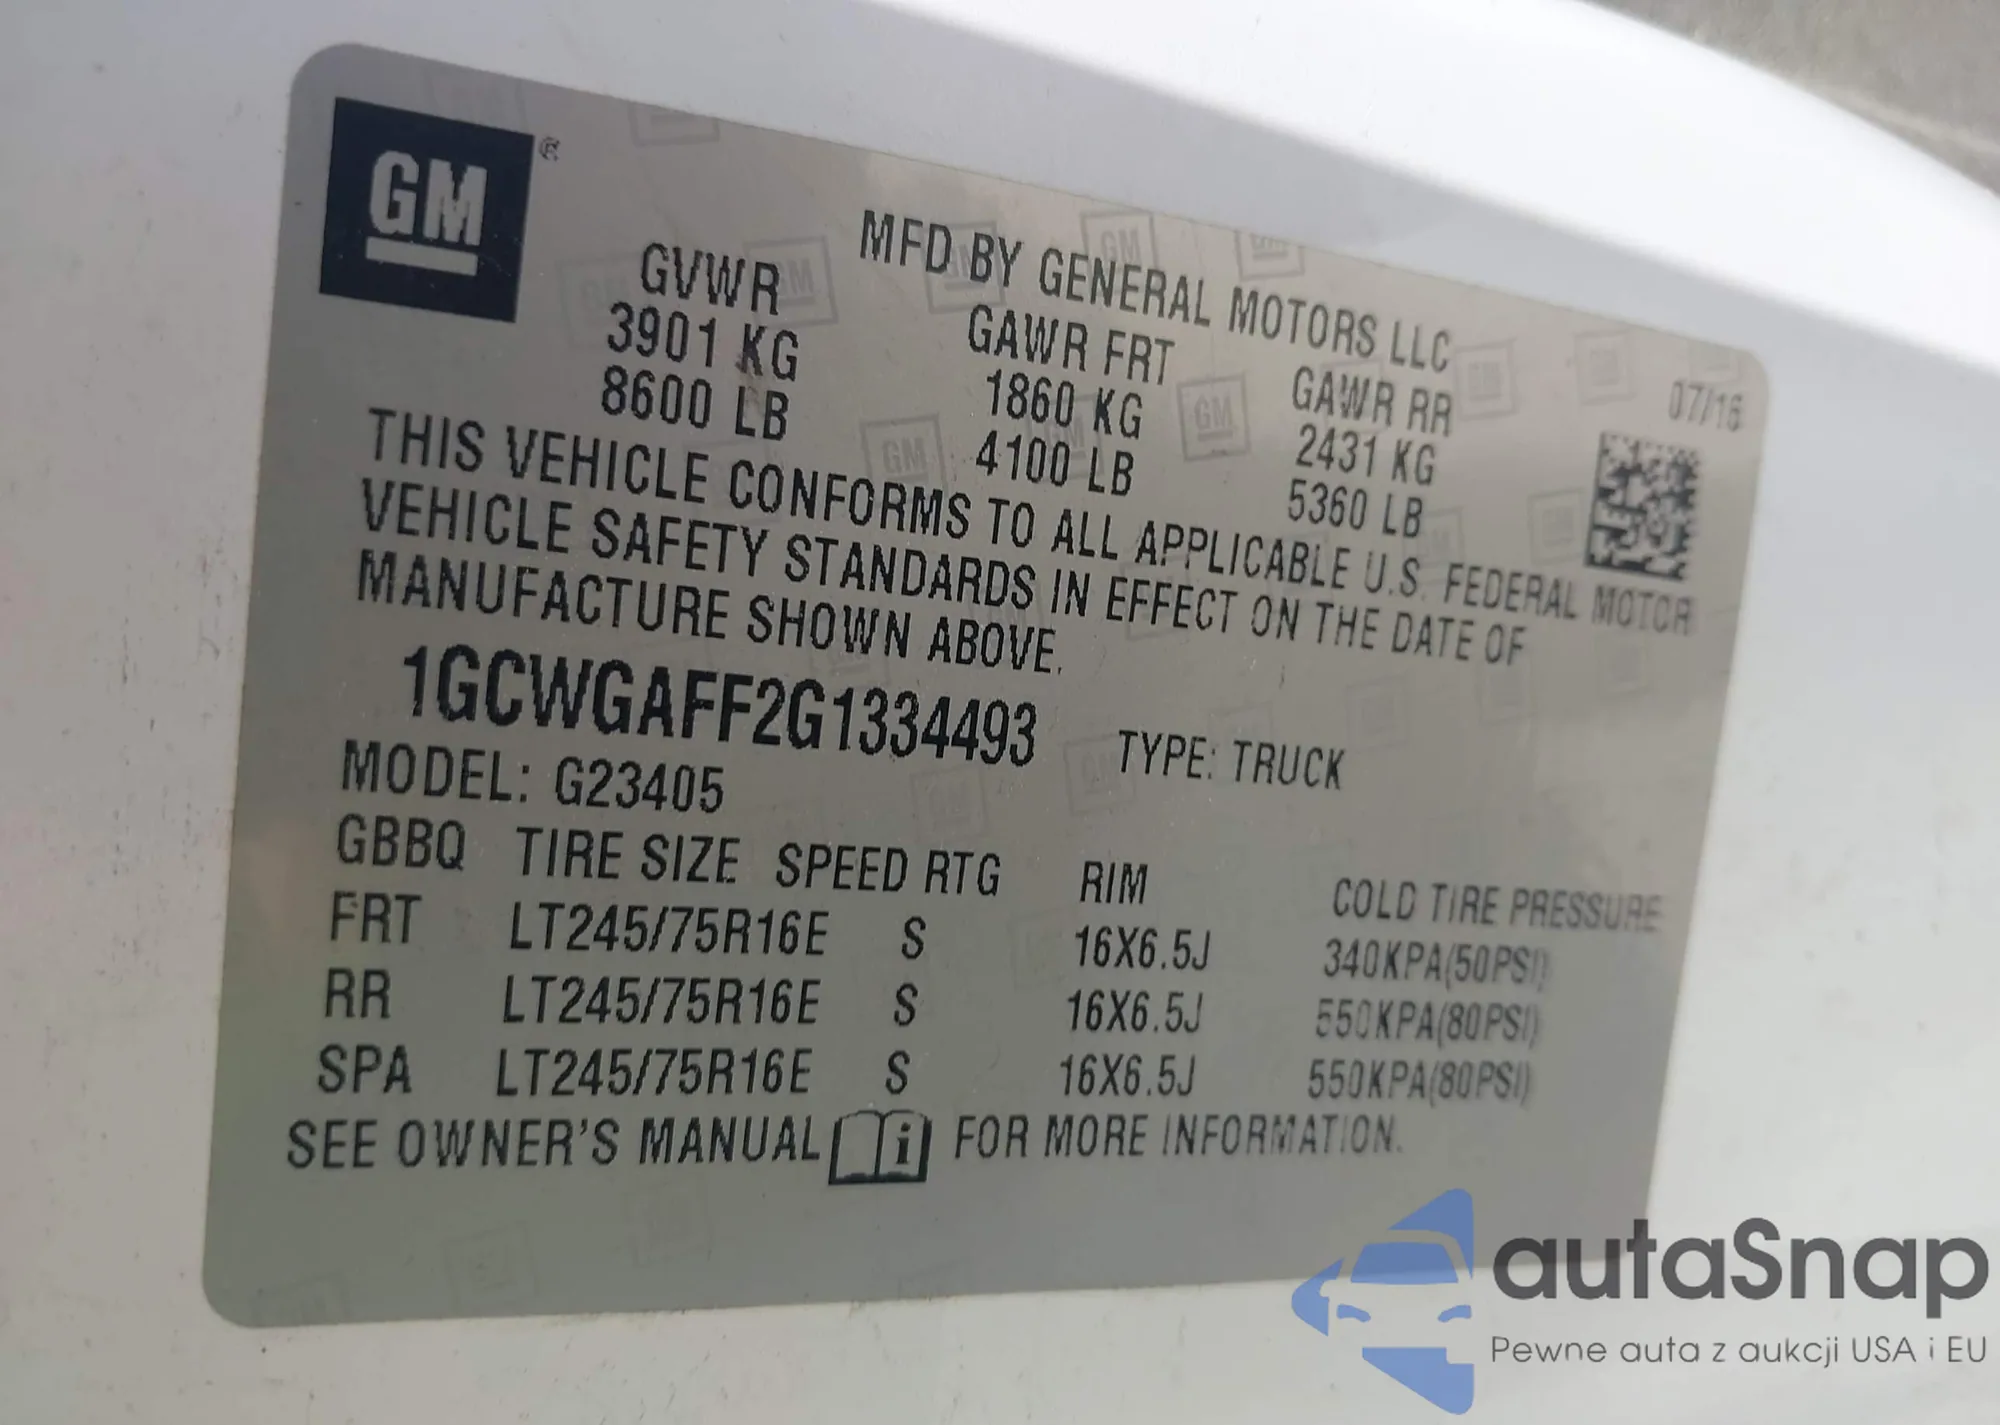 GM ®
MFD BY GENERAL MOTORS LLC
GVWR GAWR FRT GAWR RR 07/16
3901 KG 1860 KG 2431 KG
8600 LB 4100 LB 5360 LB
THIS VEHICLE CONFORMS TO ALL APPLICABLE U.S. FEDERAL MOTOR
VEHICLE SAFETY STANDARDS IN EFFECT ON THE DATE OF
MANUFACTURE SHOWN ABOVE.
1GCWGAFF2G1334493 TYPE: TRUCK
MODEL: G23405
GBBQ TIRE SIZE SPEED RTG RIM COLD TIRE PRESSURE
FRT LT245/75R16E S 16X6.5J 340KPA(50PSI)
RR LT245/75R16E S 16X6.5J 550KPA(80PSI)
SPA LT245/75R16E S 16X6.5J 550KPA(80PSI)
SEE OWNER'S MANUAL i FOR MORE INFORMATION.
autaSnap
Pewne auta z aukcji USA i EU